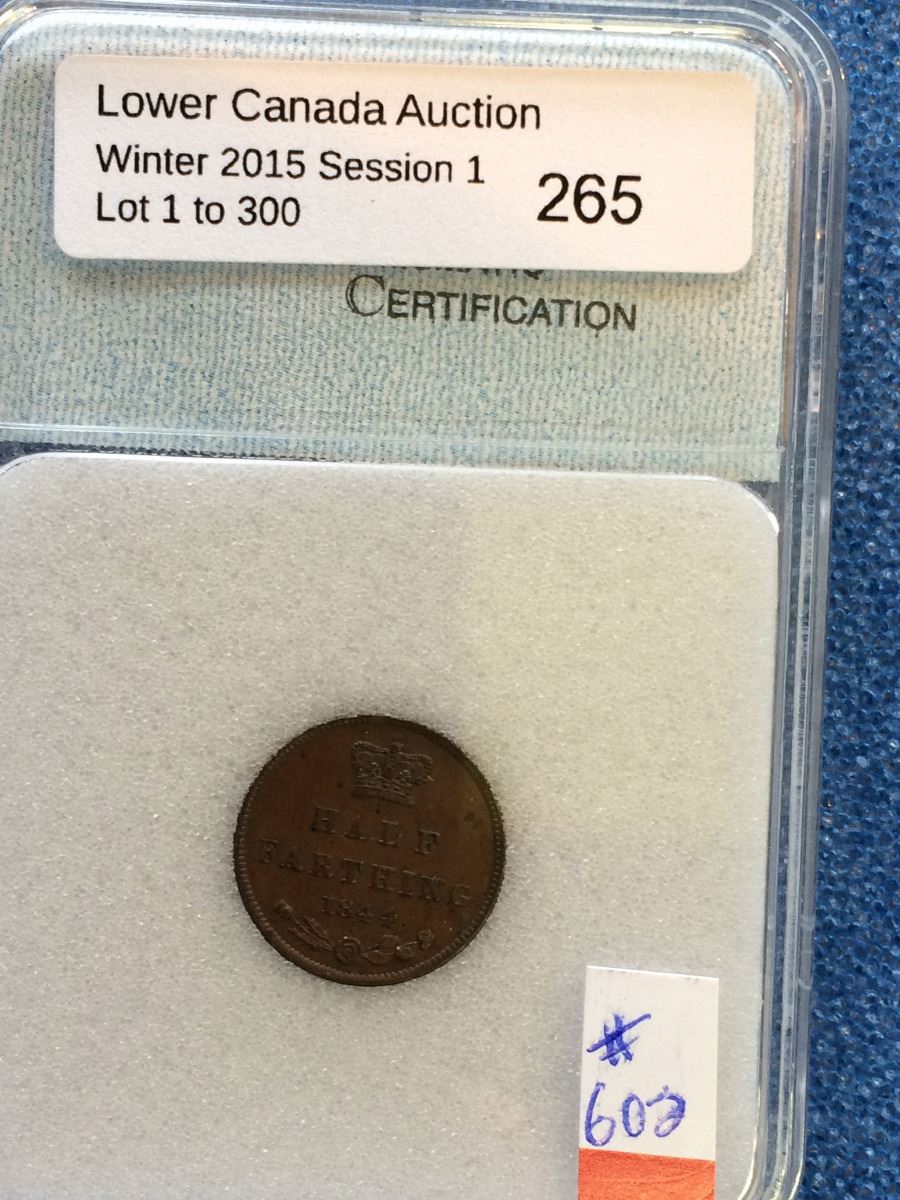 Lower Canada Auction
Winter 2015 Session 1
Lot 1 to 300
265
CERTIFICATION
HALF
FARTHING
1844
#
602